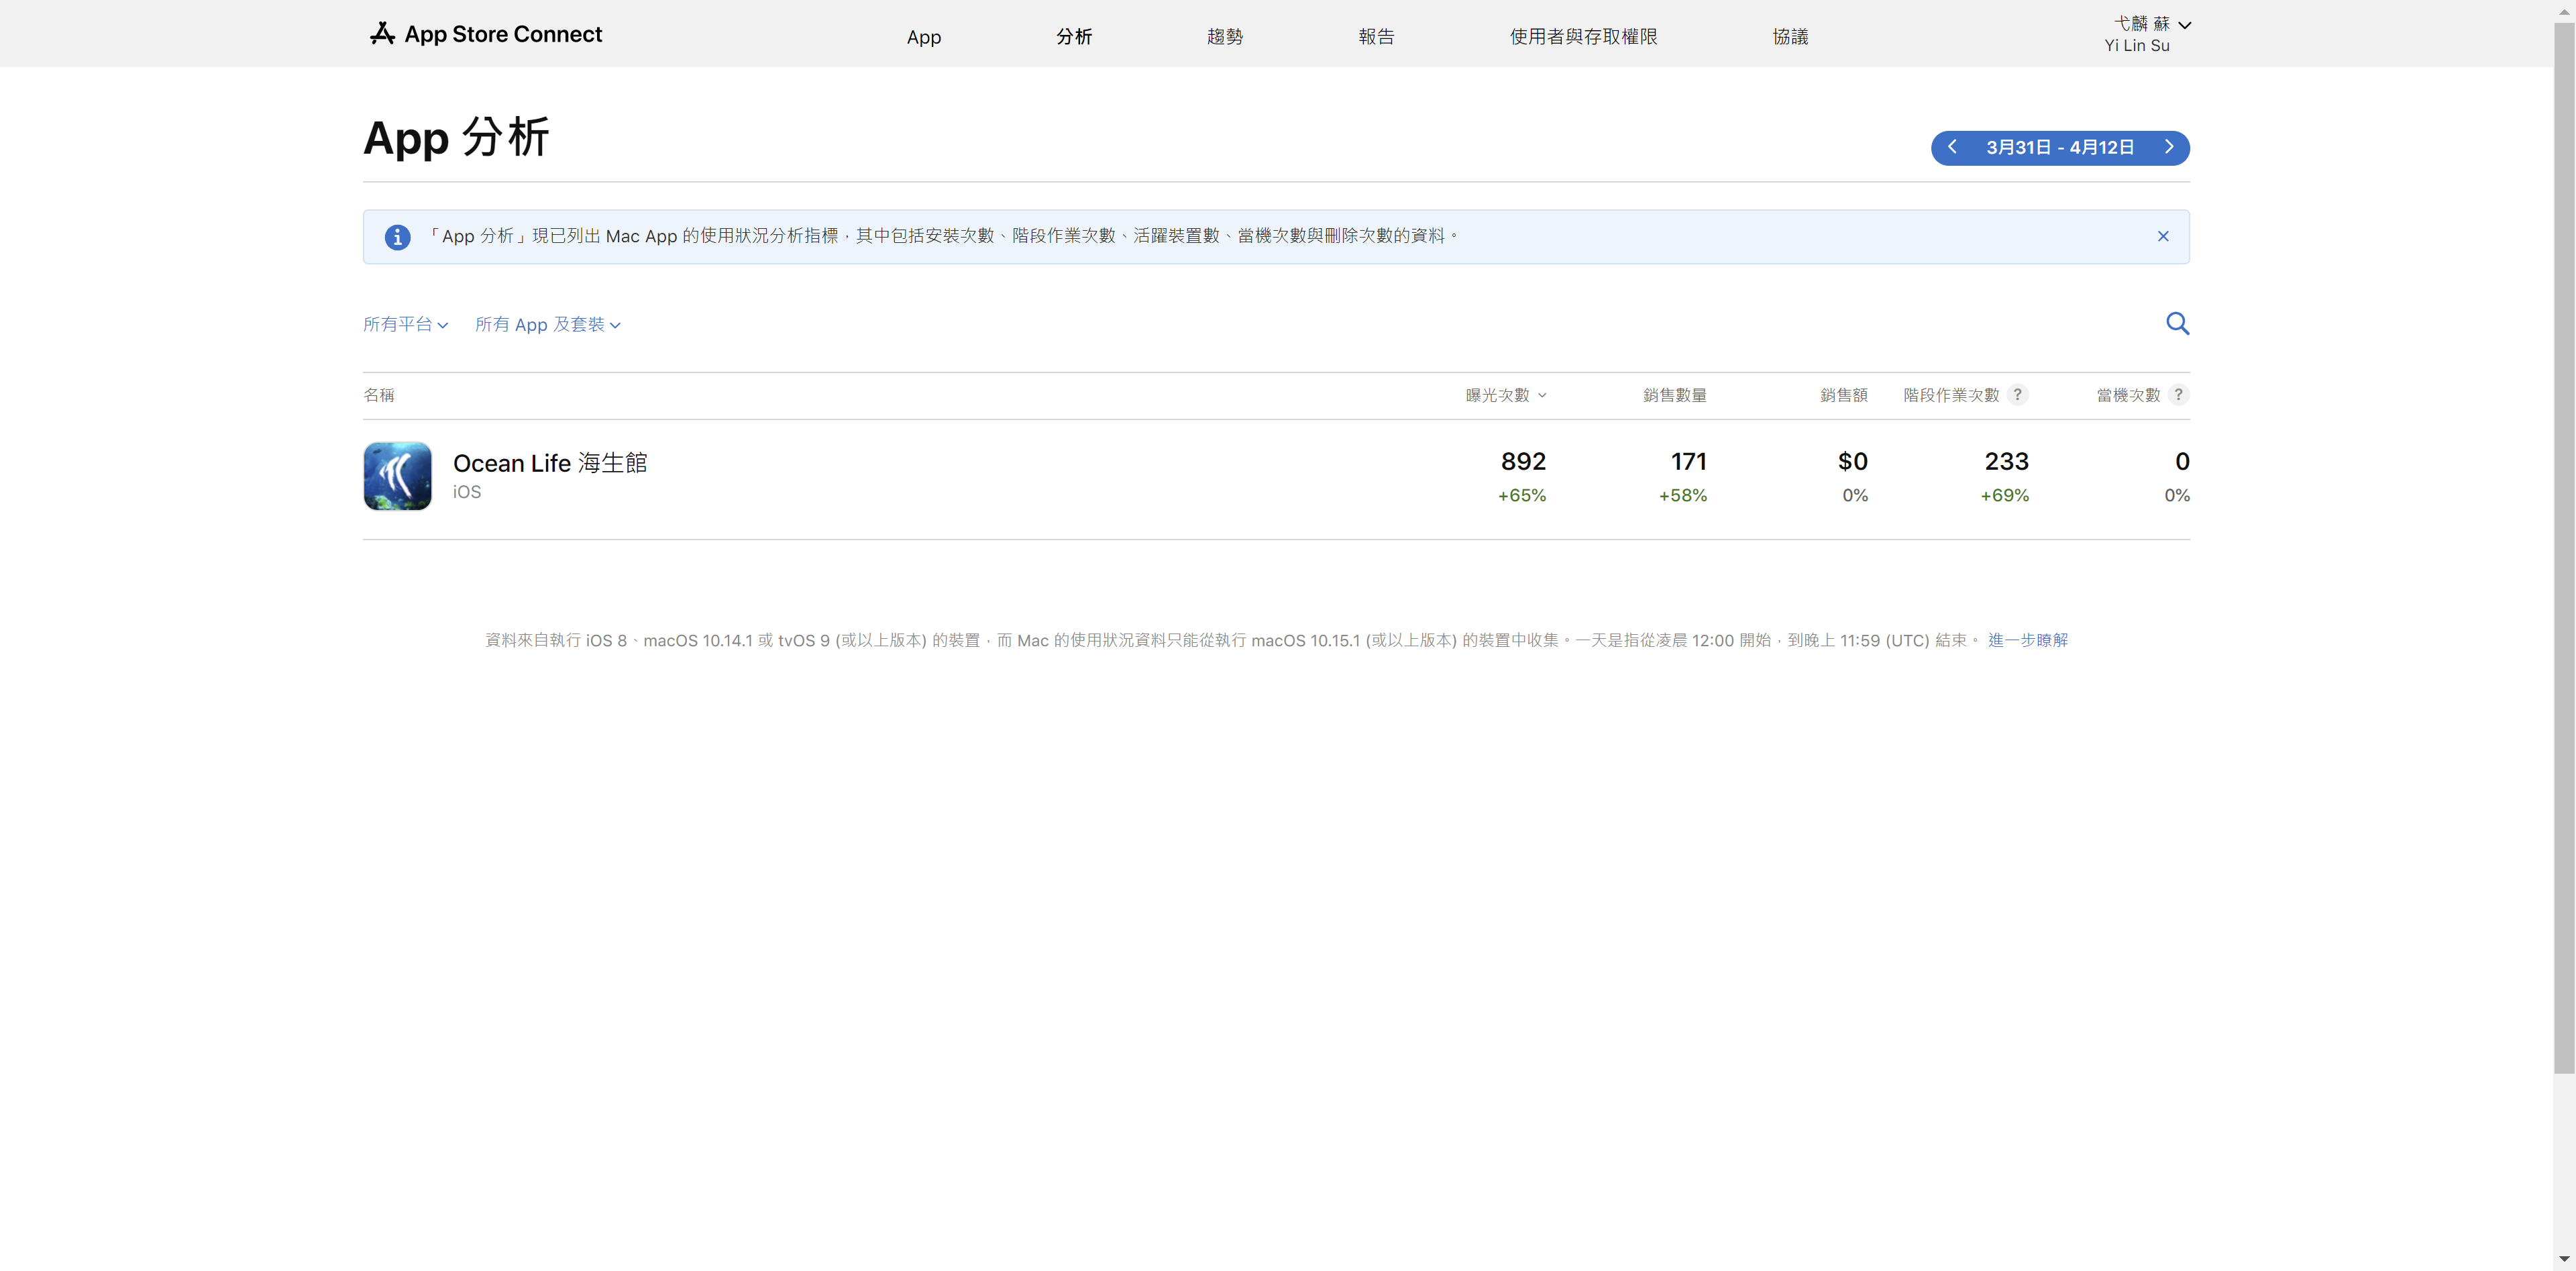 App Store Connect
App 分析 趨勢 報告 使用者與存取權限 協議
弋麟 蘇
Yi Lin Su
App 分析
3月31日 - 4月12日
「App 分析」現已列出 Mac App 的使用狀況分析指標，其中包括安裝次數、階段作業次數、活躍裝置數、當機次數與刪除次數的資料。
所有平台 所有 App 及套裝
名稱 曝光次數 銷售數量 銷售額 階段作業次數 ? 當機次數 ?
Ocean Life 海生館 892 171 $0 233 0
iOS +65% +58% 0% +69% 0%
資料來自執行 iOS 8、macOS 10.14.1 或 tvOS 9 (或以上版本) 的裝置，而 Mac 的使用狀況資料只能從執行 macOS 10.15.1 (或以上版本) 的裝置中收集。一天是指從凌晨 12:00 開始，到晚上 11:59 (UTC) 結束。 進一步瞭解